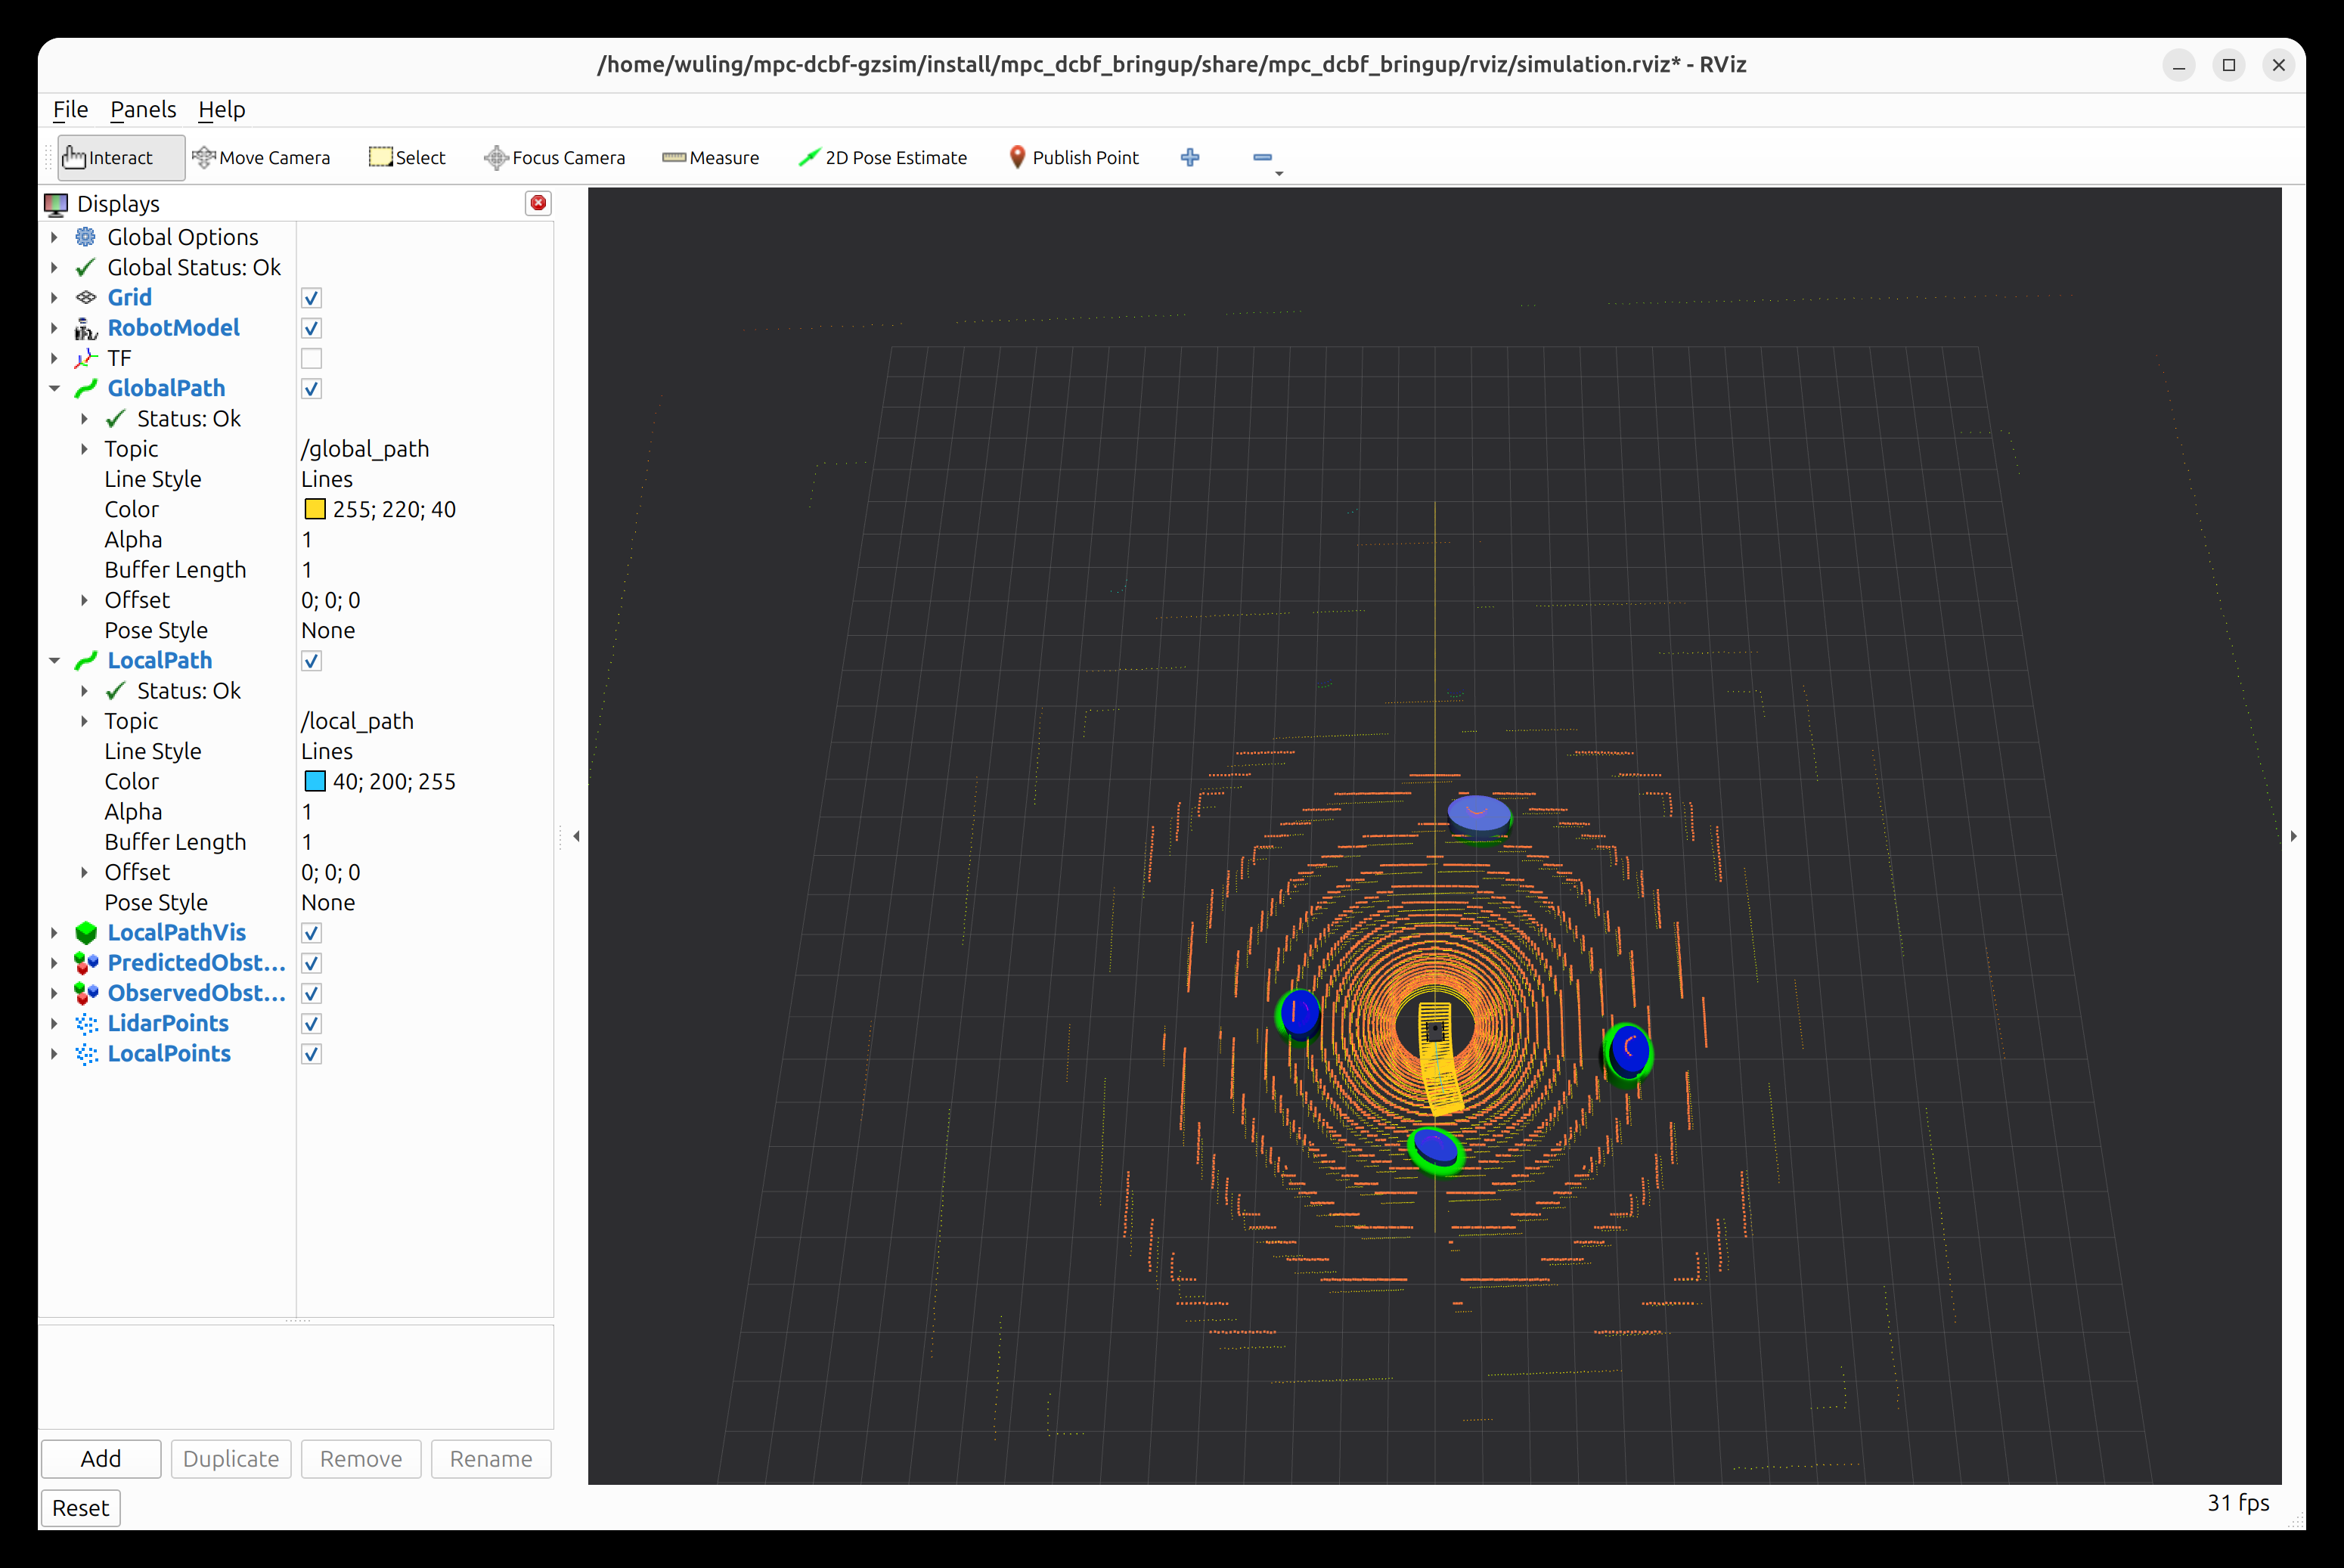 /home/wuling/mpc-dcbf-gzsim/install/mpc_dcbf_bringup/share/mpc_dcbf_bringup/rviz/simulation.rviz* - RViz
File Panels Help
Interact Move Camera Select Focus Camera Measure 2D Pose Estimate Publish Point
Displays
Global Options
Global Status: Ok
Grid
RobotModel
TF
GlobalPath
Status: Ok
Topic /global_path
Line Style Lines
Color 255; 220; 40
Alpha 1
Buffer Length 1
Offset 0; 0; 0
Pose Style None
LocalPath
Status: Ok
Topic /local_path
Line Style Lines
Color 40; 200; 255
Alpha 1
Buffer Length 1
Offset 0; 0; 0
Pose Style None
LocalPathVis
PredictedObst...
ObservedObst...
LidarPoints
LocalPoints
Add Duplicate Remove Rename
Reset
31 fps